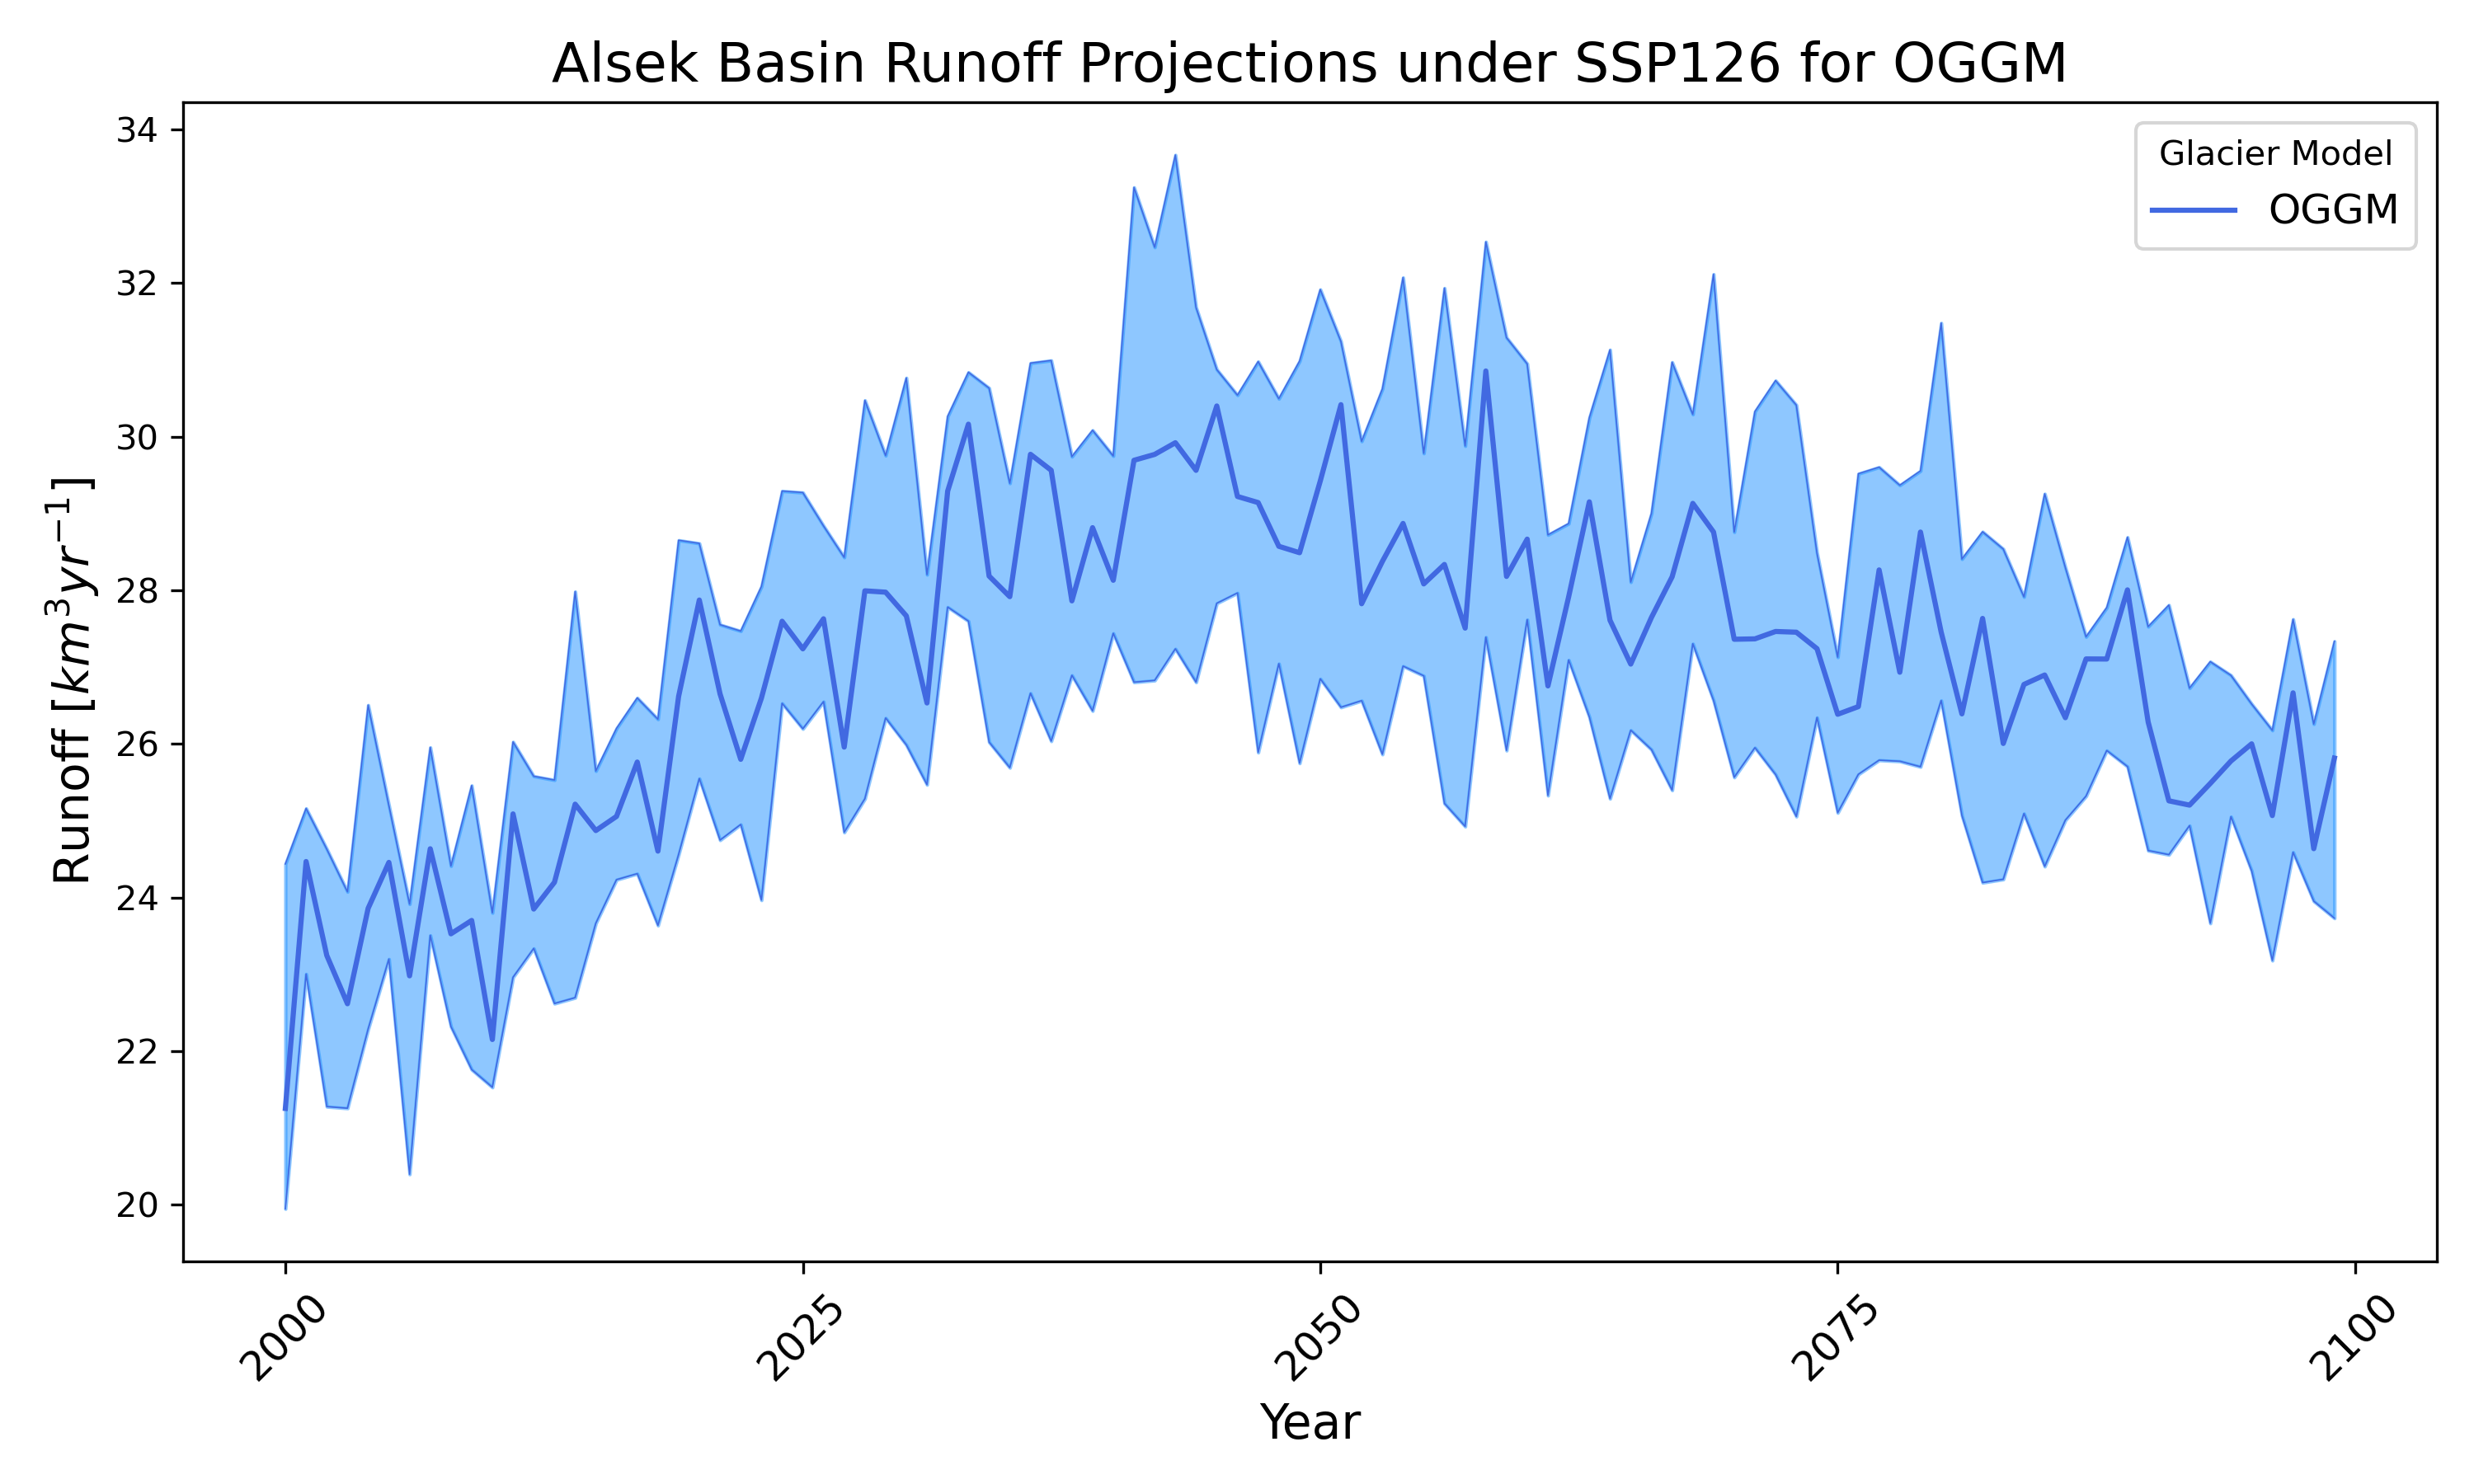 Alsek Basin Runoff Projections under SSP126 for OGGM
Glacier Model
OGGM
Runoff [km³yr⁻¹]
34
32
30
28
26
24
22
20
2000
2025
2050
2075
2100
Year